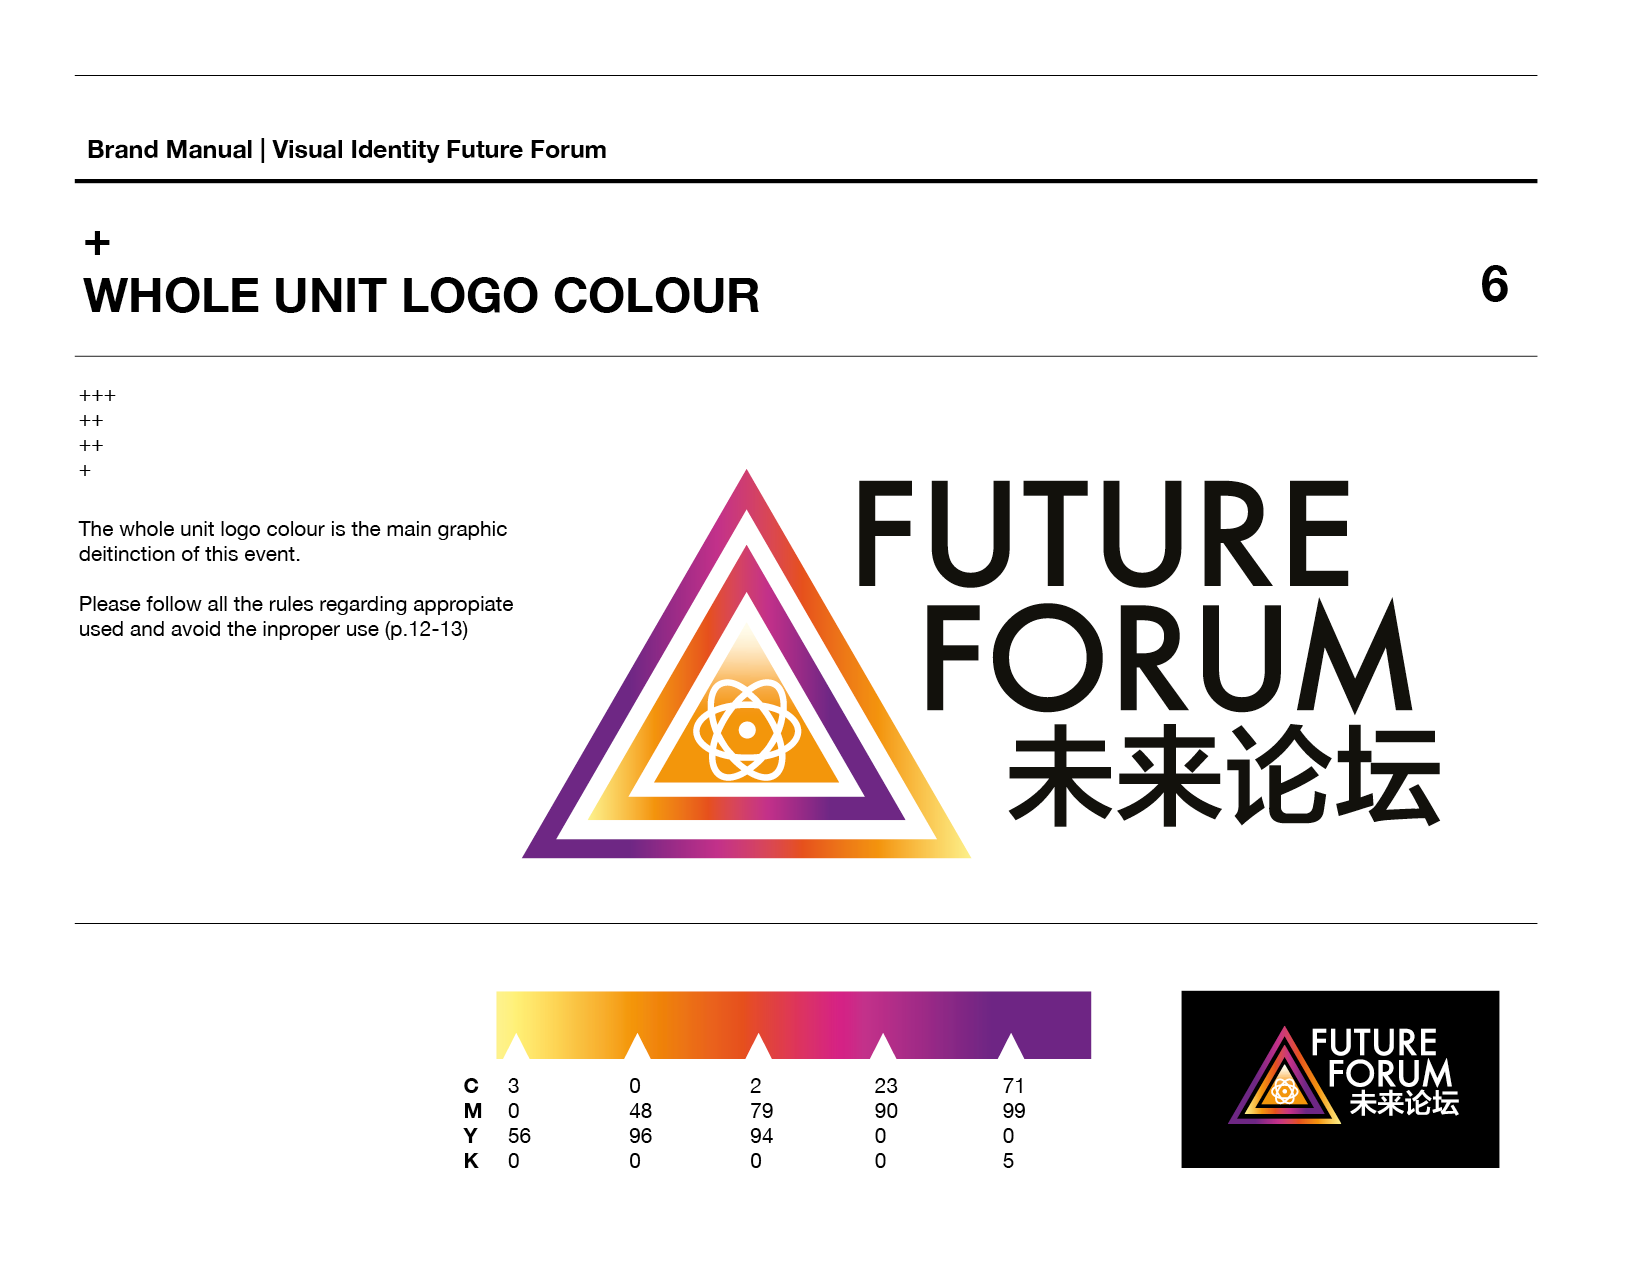 Brand Manual | Visual Identity Future Forum
+
WHOLE UNIT LOGO COLOUR
6
+++
++
++
+
The whole unit logo colour is the main graphic
deitinction of this event.
Please follow all the rules regarding appropiate
used and avoid the inproper use (p.12-13)
FUTURE
FORUM
未来论坛
C 3 0 2 23 71
M 0 48 79 90 99
Y 56 96 94 0 0
K 0 0 0 0 5
FUTURE
FORUM
未来论坛